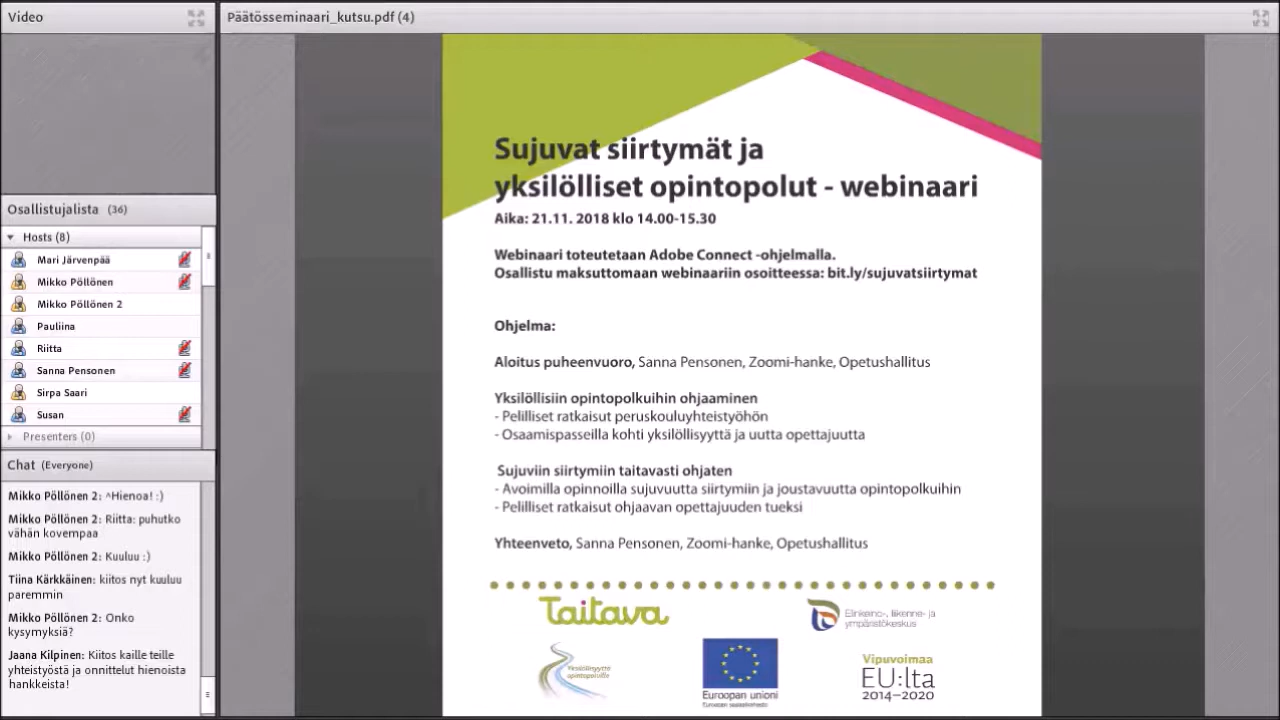 Video
Osallistujalista (36)
Hosts (8)
Mari Järvenpää
Mikko Pöllönen
Mikko Pöllönen 2
Pauliina
Riitta
Sanna Pensonen
Sirpa Saari
Susan
Presenters (0)
Chat (Everyone)
Mikko Pöllönen 2: ^Hienoa! :)
Mikko Pöllönen 2: Riitta: puhutko
vähän kovempaa
Mikko Pöllönen 2: Kuuluu :)
Tiina Kärkkäinen: kiitos nyt kuuluu
paremmin
Mikko Pöllönen 2: Onko
kysymyksiä?
Joni Kylander: Kiitos kaille teille
Päätösseminaari_kutsu.pdf (4)
Sujuvat siirtymät ja
yksilölliset opintopolut - webinaari
Aika: 21.11. 2018 klo 14.00-15.30
Webinaari toteutetaan Adobe Connect -ohjelmalla.
Osallistu maksuttomaan webinaariin osoitteessa: bit.ly/sujuvatsiirtymat
Ohjelma:
Aloitus puheenvuoro, Sanna Pensonen, Zoomi-hanke, Opetushallitus
Yksilöllisiin opintopolkuihin ohjaaminen
- Pelilliset ratkaisut peruskouluyhteistyöhön
- Osaamispasseilla kohti yksilöllisyyttä ja uutta opettajuutta
Sujuviin siirtymiin taitavasti ohjaten
- Avoimilla opinnoilla sujuvuutta siirtymiin ja joustavuutta opintopolkuihin
- Pelilliset ratkaisut ohjaavan opettajuuden tueksi
Yhteenveto, Sanna Pensonen, Zoomi-hanke, Opetushallitus
Taitava
Elinkeino-, liikenne- ja
ympäristökeskus
Yksilöllisyyttä
opintopoluille
Euroopan unioni
Euroopan sosiaalirahasto
Vipuvoimaa
EU:lta
2014–2020